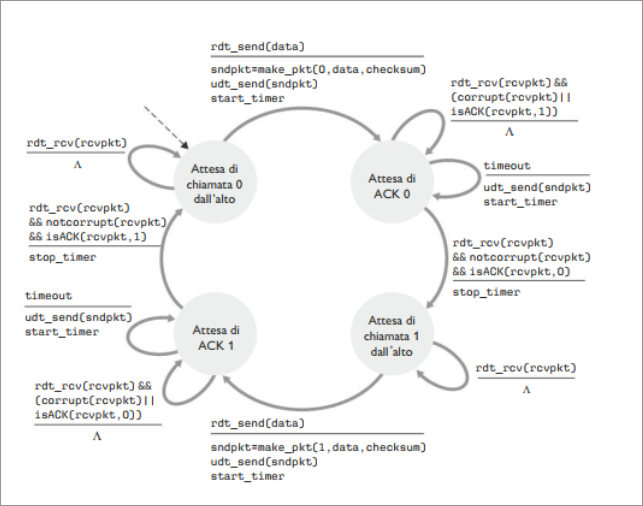 rdt_send(data)
sndpkt=make_pkt(0,data,checksum)
udt_send(sndpkt)
start_timer
rdt_rcv(rcvpkt) &&
(corrupt(rcvpkt)||
isACK(rcvpkt,1))
Λ
rdt_rcv(rcvpkt)
Λ
Attesa di
chiamata 0
dall'alto
Attesa di
ACK 0
timeout
udt_send(sndpkt)
start_timer
rdt_rcv(rcvpkt)
&& notcorrupt(rcvpkt)
&& isACK(rcvpkt,1)
stop_timer
rdt_rcv(rcvpkt)
&& notcorrupt(rcvpkt)
&& isACK(rcvpkt,0)
stop_timer
timeout
udt_send(sndpkt)
start_timer
Attesa di
ACK 1
Attesa di
chiamata 1
dall'alto
rdt_rcv(rcvpkt)
Λ
rdt_rcv(rcvpkt) &&
(corrupt(rcvpkt)||
isACK(rcvpkt,0))
Λ
rdt_send(data)
sndpkt=make_pkt(1,data,checksum)
udt_send(sndpkt)
start_timer